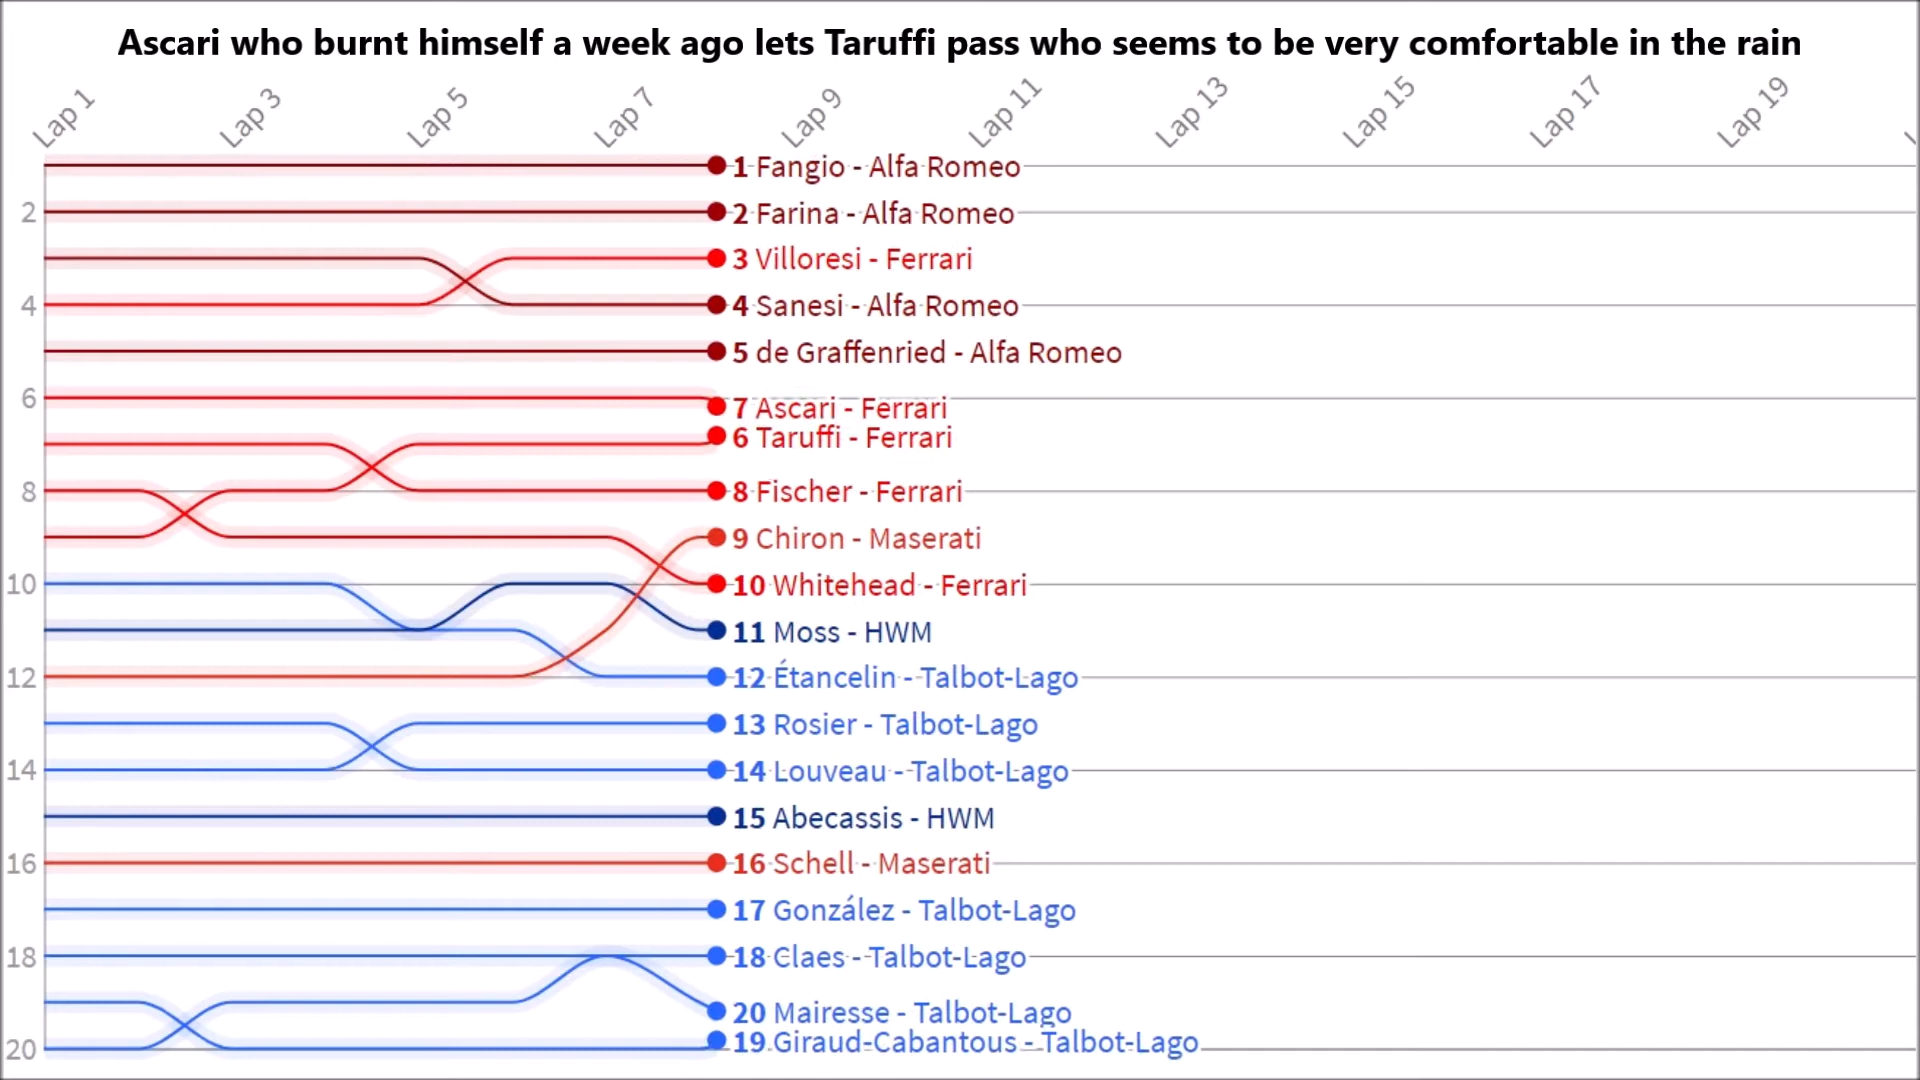 Ascari who burnt himself a week ago lets Taruffi pass who seems to be very comfortable in the rain
Lap 1
Lap 3
Lap 5
Lap 7
Lap 9
Lap 11
Lap 13
Lap 15
Lap 17
Lap 19
1 Fangio - Alfa Romeo
2
2 Farina - Alfa Romeo
3 Villoresi - Ferrari
4
4 Sanesi - Alfa Romeo
5 de Graffenried - Alfa Romeo
6
7 Ascari - Ferrari
6 Taruffi - Ferrari
8
8 Fischer - Ferrari
9 Chiron - Maserati
10
10 Whitehead - Ferrari
11 Moss - HWM
12
12 Étancelin - Talbot-Lago
13 Rosier - Talbot-Lago
14
14 Louveau - Talbot-Lago
15 Abecassis - HWM
16
16 Schell - Maserati
17 González - Talbot-Lago
18
18 Claes - Talbot-Lago
20 Mairesse - Talbot-Lago
20
19 Giraud-Cabantous - Talbot-Lago